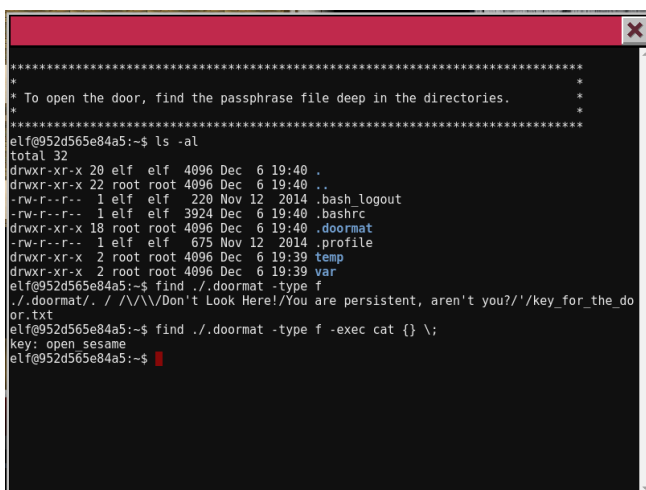 *******************************************************************************
*                                                                             *
* To open the door, find the passphrase file deep in the directories.         *
*                                                                             *
*******************************************************************************
elf@952d565e84a5:~$ ls -al
total 32
drwxr-xr-x 20 elf  elf  4096 Dec  6 19:40 .
drwxr-xr-x 22 root root 4096 Dec  6 19:40 ..
-rw-r--r--  1 elf  elf   220 Nov 12  2014 .bash_logout
-rw-r--r--  1 elf  elf  3924 Dec  6 19:40 .bashrc
drwxr-xr-x 18 root root 4096 Dec  6 19:40 .doormat
-rw-r--r--  1 elf  elf   675 Nov 12  2014 .profile
drwxr-xr-x  2 root root 4096 Dec  6 19:39 temp
drwxr-xr-x  2 root root 4096 Dec  6 19:39 var
elf@952d565e84a5:~$ find ./.doormat -type f
./.doormat/. / /\/\\/Don't Look Here!/You are persistent, aren't you?/'/key_for_the_do
or.txt
elf@952d565e84a5:~$ find ./.doormat -type f -exec cat {} \;
key: open_sesame
elf@952d565e84a5:~$